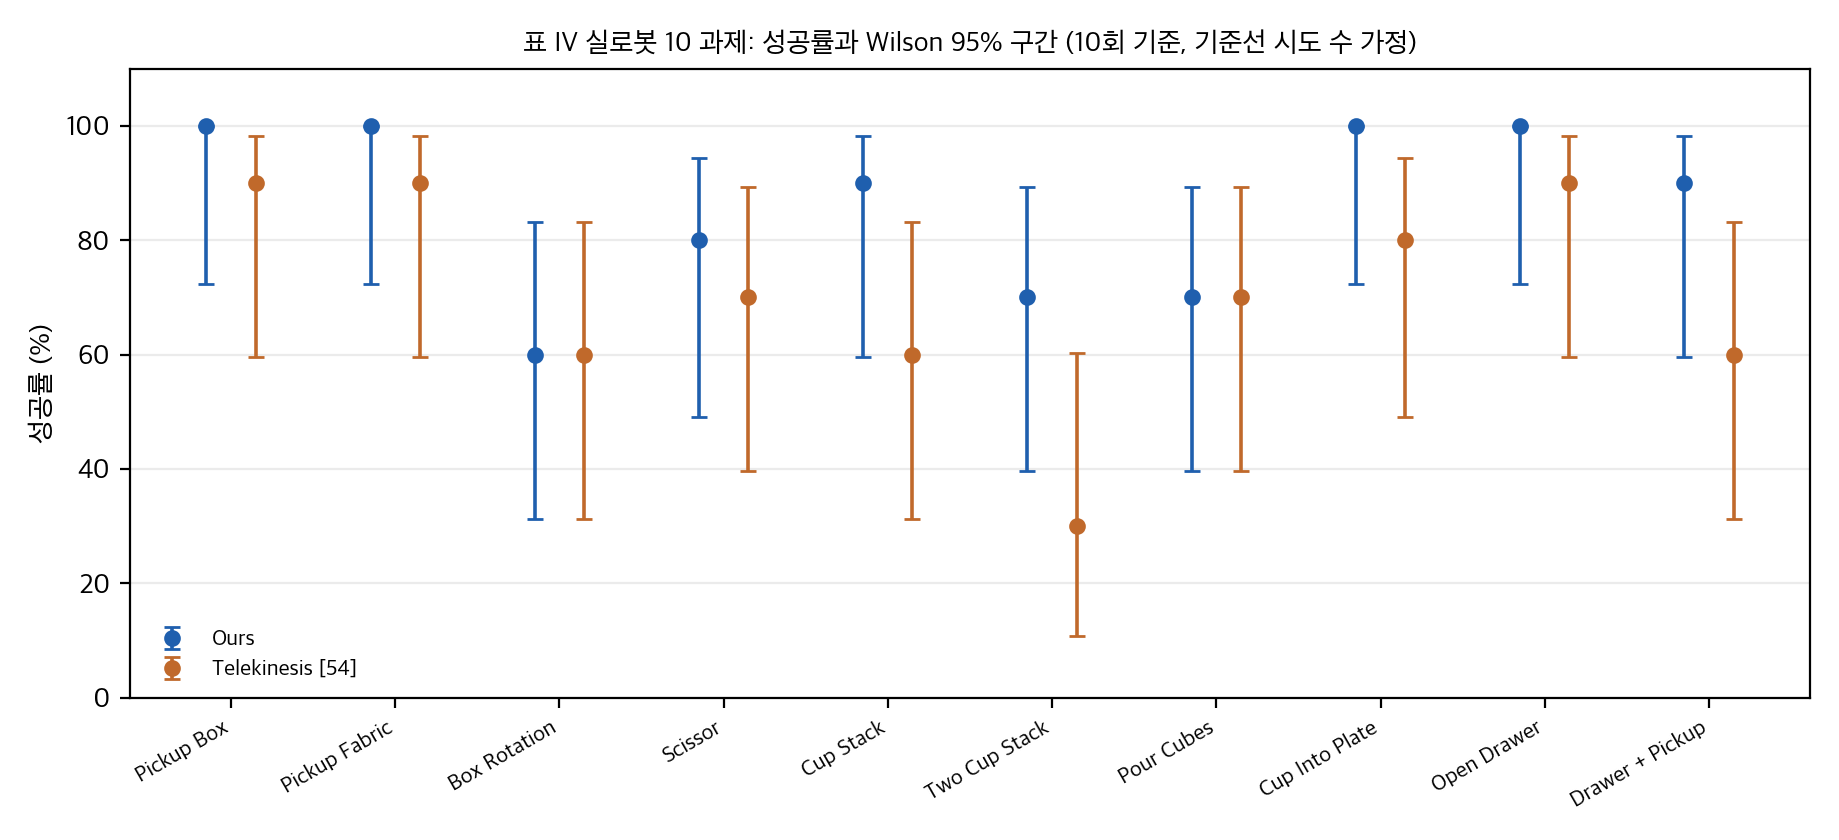 표 IV 실로봇 10 과제: 성공률과 Wilson 95% 구간 (10회 기준, 기준선 시도 수 가정)
성공률 (%)
100
80
60
40
20
0
Ours
Telekinesis [54]
Pickup Box
Pickup Fabric
Box Rotation
Scissor
Cup Stack
Two Cup Stack
Pour Cubes
Cup Into Plate
Open Drawer
Drawer + Pickup